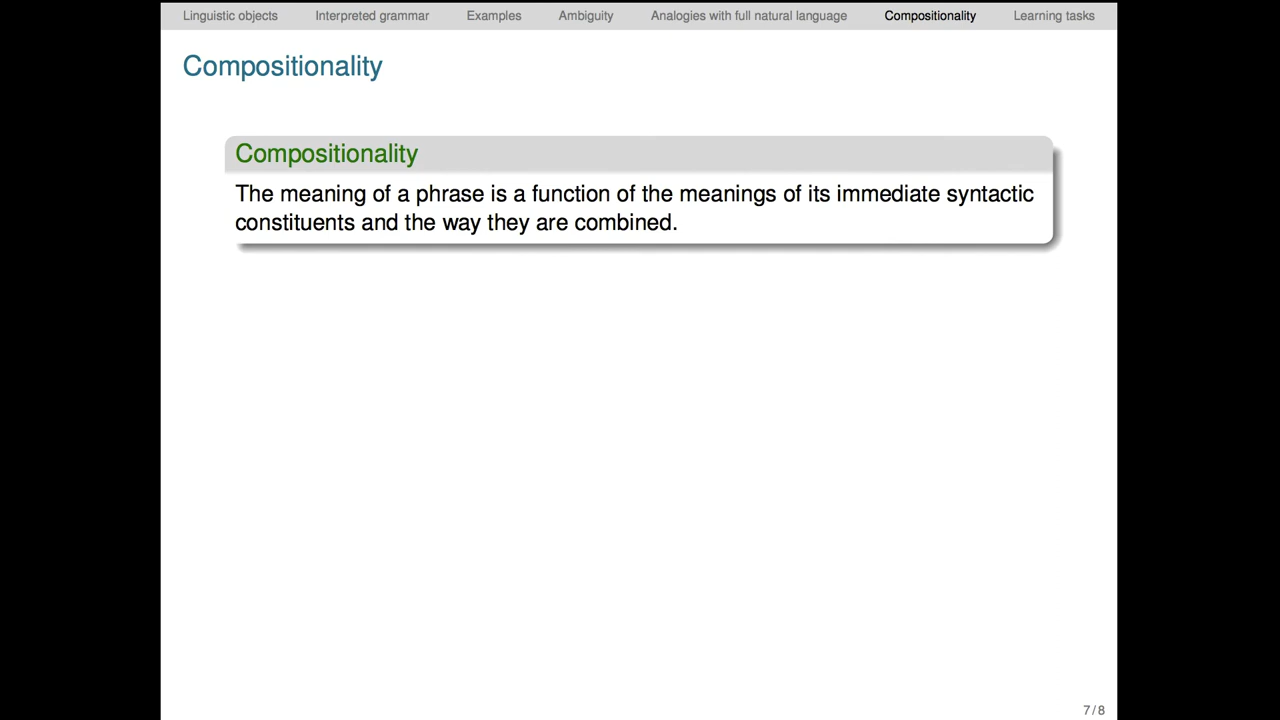 Linguistic objects Interpreted grammar Examples Ambiguity Analogies with full natural language Compositionality Learning tasks
Compositionality
Compositionality
The meaning of a phrase is a function of the meanings of its immediate syntactic
constituents and the way they are combined.
7 / 8